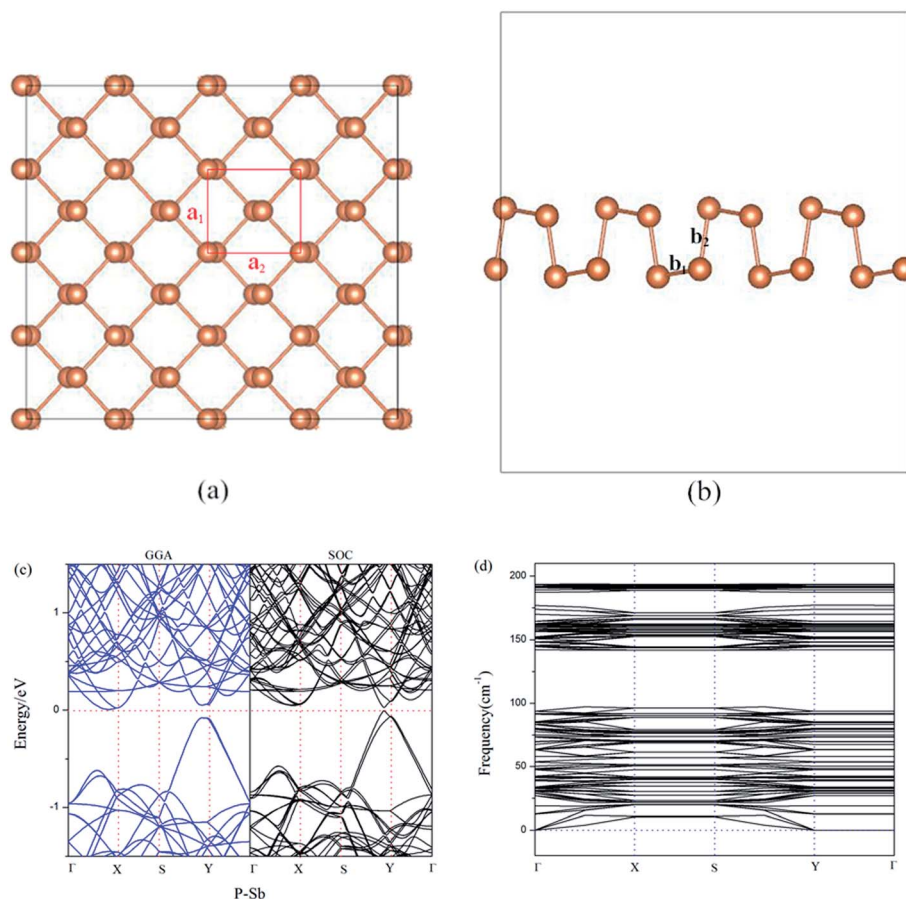 a₁
a₂
(a)
b₂
b₁
(b)
(c)
GGA
SOC
1
0
-1
Energy/eV
Γ X S Y Γ X S Y Γ
P-Sb
(d)
200
150
100
50
0
Frequency(cm⁻¹)
Γ X S Y Γ